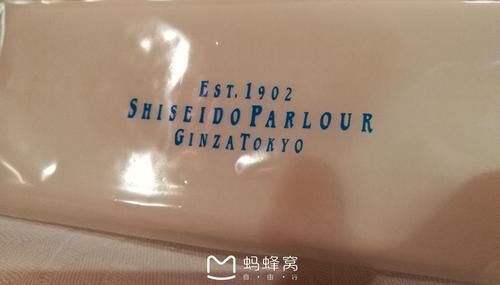 EST. 1902
SHISEIDO PARLOUR
GINZA TOKYO
蚂蜂窝
自·由·行